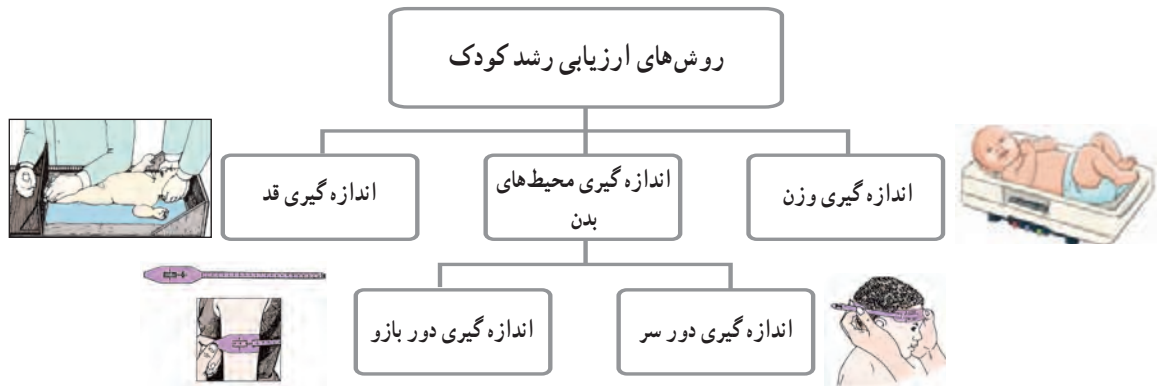 روش‌های ارزیابی رشد کودک
اندازه گیری وزن
اندازه گیری محیط‌های
بدن
اندازه گیری قد
اندازه گیری دور سر
اندازه گیری دور بازو